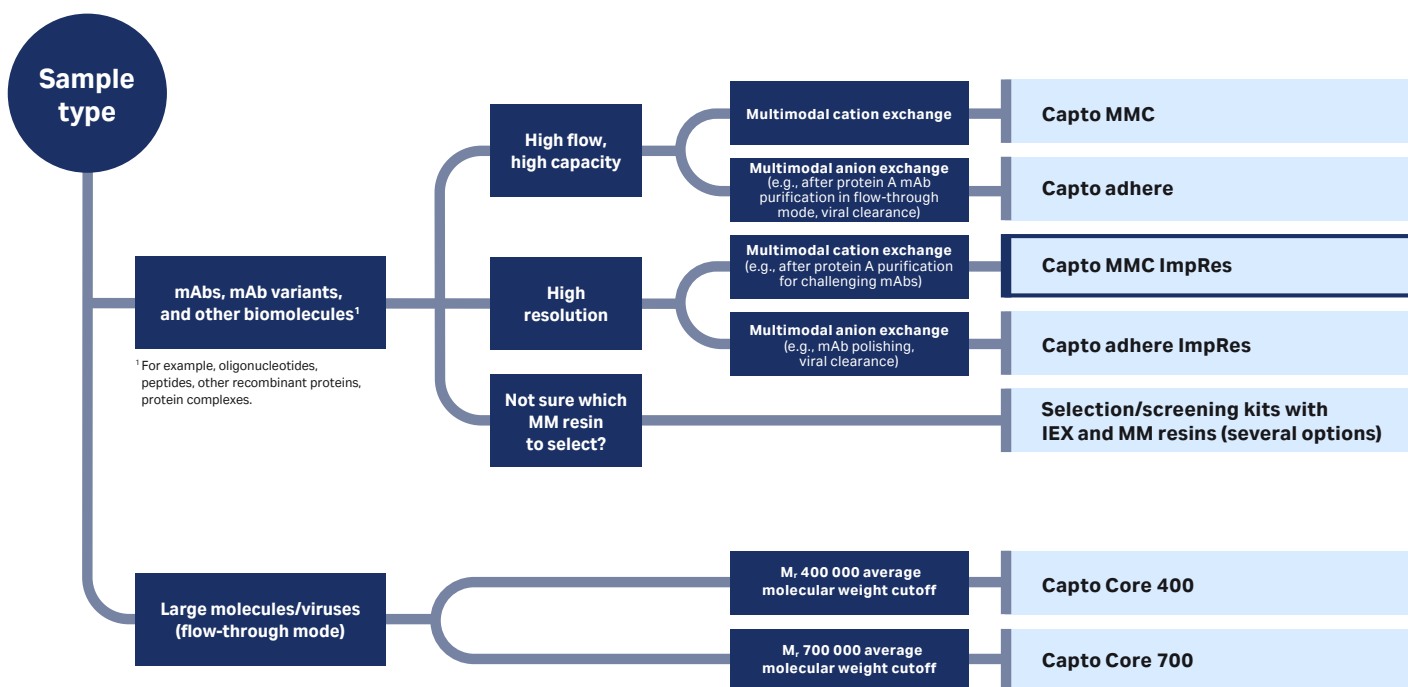 Sample
type
High flow,
high capacity
Multimodal cation exchange
Capto MMC
Multimodal anion exchange
(e.g., after protein A mAb
purification in flow-through
mode, viral clearance)
Capto adhere
mAbs, mAb variants,
and other biomolecules¹
¹ For example, oligonucleotides,
peptides, other recombinant proteins,
protein complexes.
High
resolution
Multimodal cation exchange
(e.g., after protein A purification
for challenging mAbs)
Capto MMC ImpRes
Multimodal anion exchange
(e.g., mAb polishing,
viral clearance)
Capto adhere ImpRes
Not sure which
MM resin
to select?
Selection/screening kits with
IEX and MM resins (several options)
Large molecules/viruses
(flow-through mode)
Mᵣ 400 000 average
molecular weight cutoff
Capto Core 400
Mᵣ 700 000 average
molecular weight cutoff
Capto Core 700